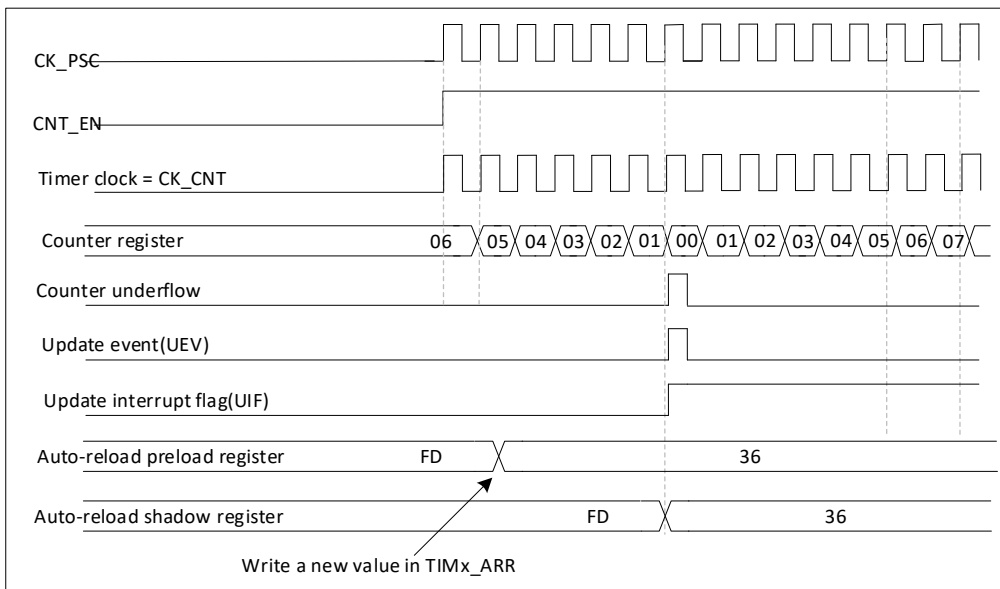 CK_PSC
CNT_EN
Timer clock = CK_CNT
Counter register 06 05 04 03 02 01 00 01 02 03 04 05 06 07
Counter underflow
Update event(UEV)
Update interrupt flag(UIF)
Auto-reload preload register FD 36
Auto-reload shadow register FD 36
Write a new value in TIMx_ARR